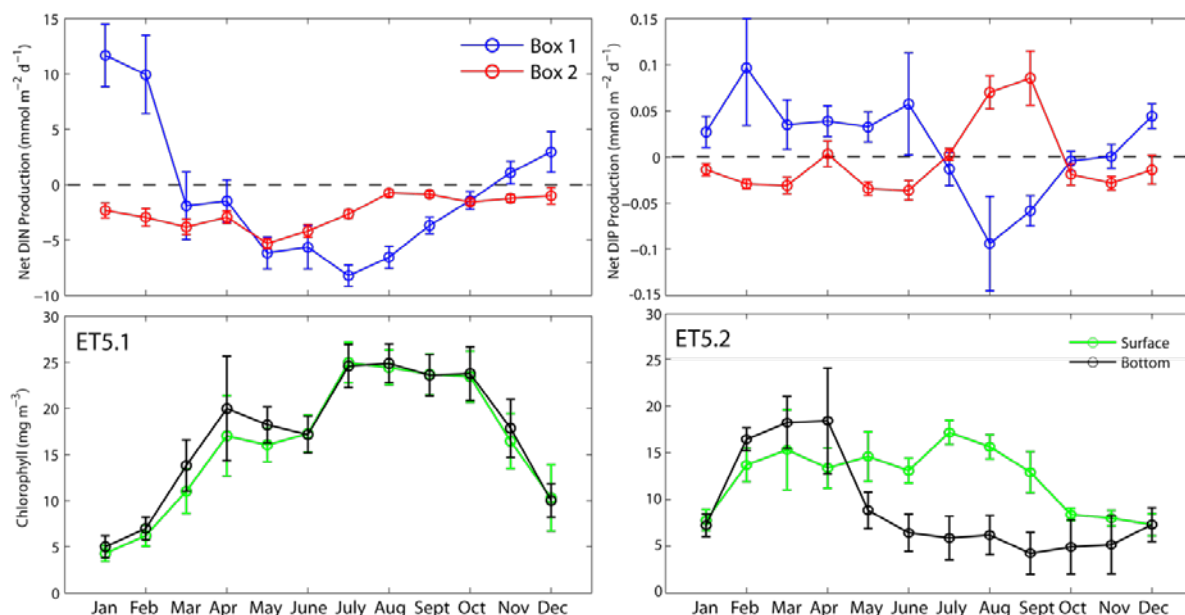 Net DIN Production (mmol m⁻² d⁻¹)
15
10
5
0
−5
−10
Box 1
Box 2
Net DIP Production (mmol m⁻² d⁻¹)
0.15
0.1
0.05
0
-0.05
-0.1
-0.15
Chlorophyll (mg m⁻³)
30
25
20
15
10
5
0
ET5.1
Jan Feb Mar Apr May June July Aug Sept Oct Nov Dec
30
25
20
15
10
5
0
ET5.2
Surface
Bottom
Jan Feb Mar Apr May June July Aug Sept Oct Nov Dec